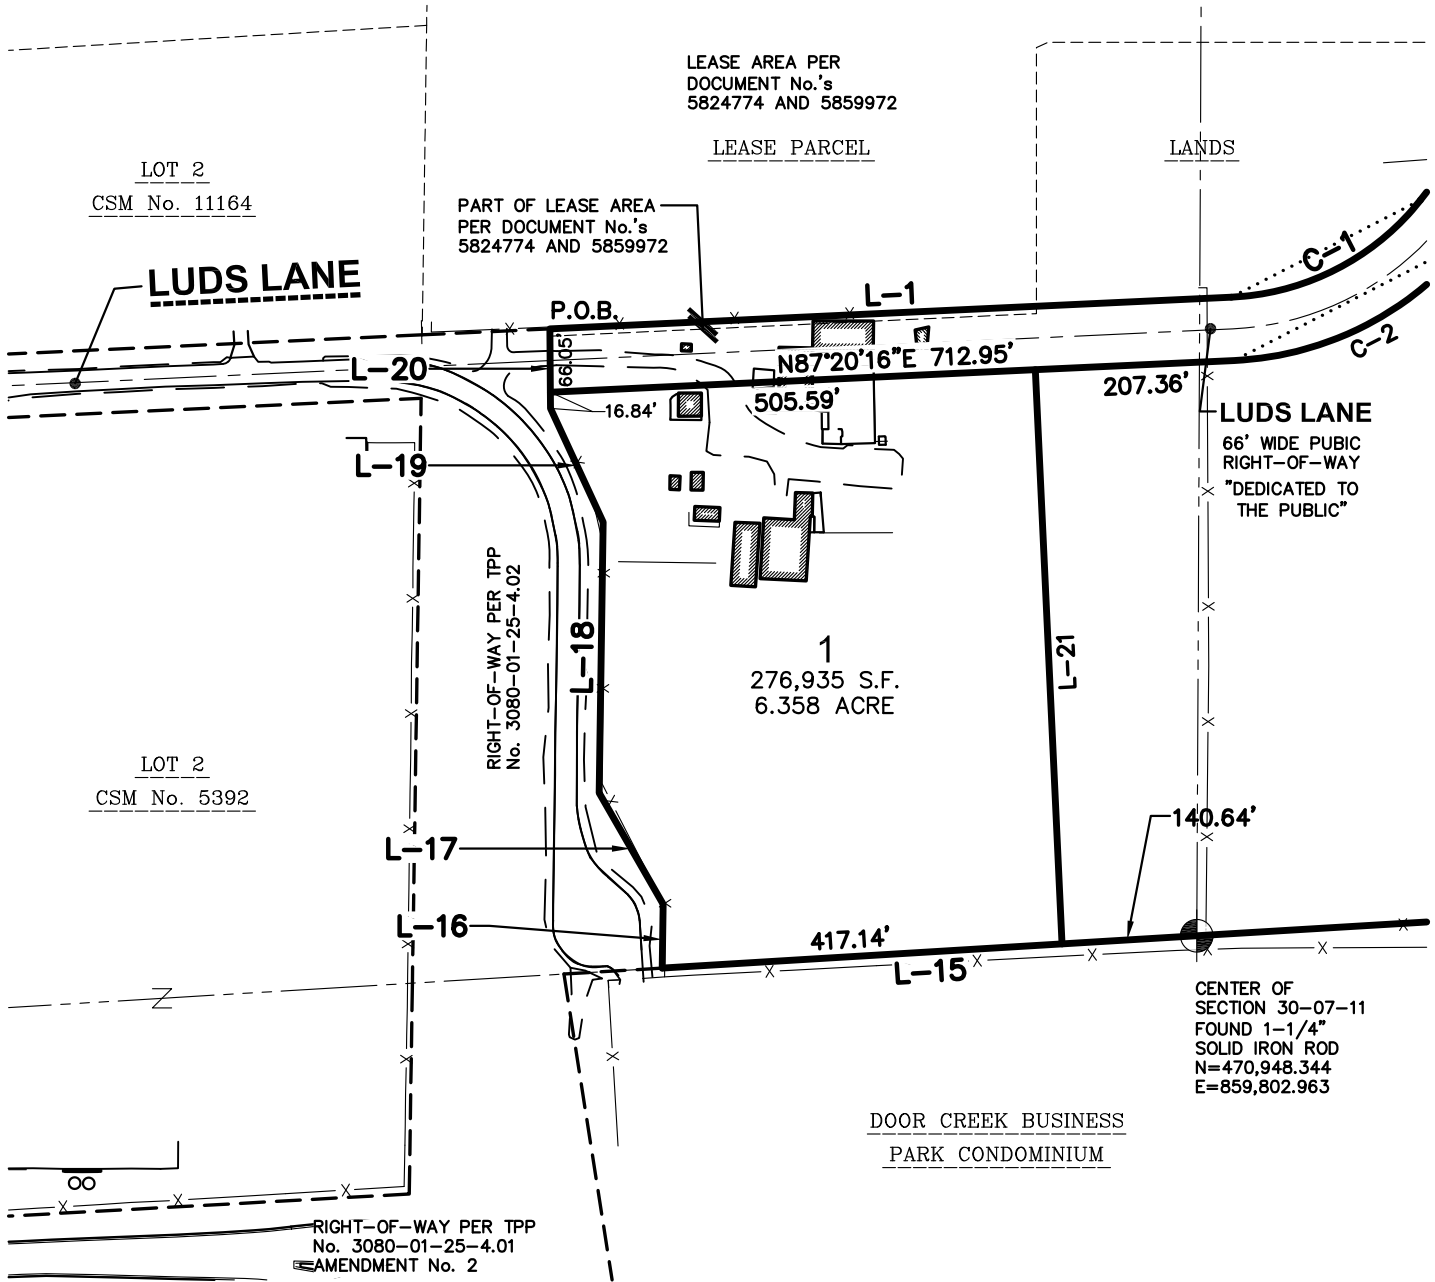 LEASE AREA PER
DOCUMENT No.'s
5824774 AND 5859972
LEASE PARCEL
LANDS
LOT 2
CSM No. 11164
PART OF LEASE AREA
PER DOCUMENT No.'s
5824774 AND 5859972
LUDS LANE
P.O.B.
L-1
C-1
C-2
66.05'
L-20
N87°20'16"E 712.95'
16.84'
505.59'
207.36'
LUDS LANE
66' WIDE PUBIC
RIGHT-OF-WAY
"DEDICATED TO
THE PUBLIC"
L-19
RIGHT-OF-WAY PER TPP
No. 3080-01-25-4.02
L-18
1
276,935 S.F.
6.358 ACRE
L-21
LOT 2
CSM No. 5392
L-17
140.64'
L-16
417.14'
L-15
CENTER OF
SECTION 30-07-11
FOUND 1-1/4"
SOLID IRON ROD
N=470,948.344
E=859,802.963
DOOR CREEK BUSINESS
PARK CONDOMINIUM
RIGHT-OF-WAY PER TPP
No. 3080-01-25-4.01
AMENDMENT No. 2